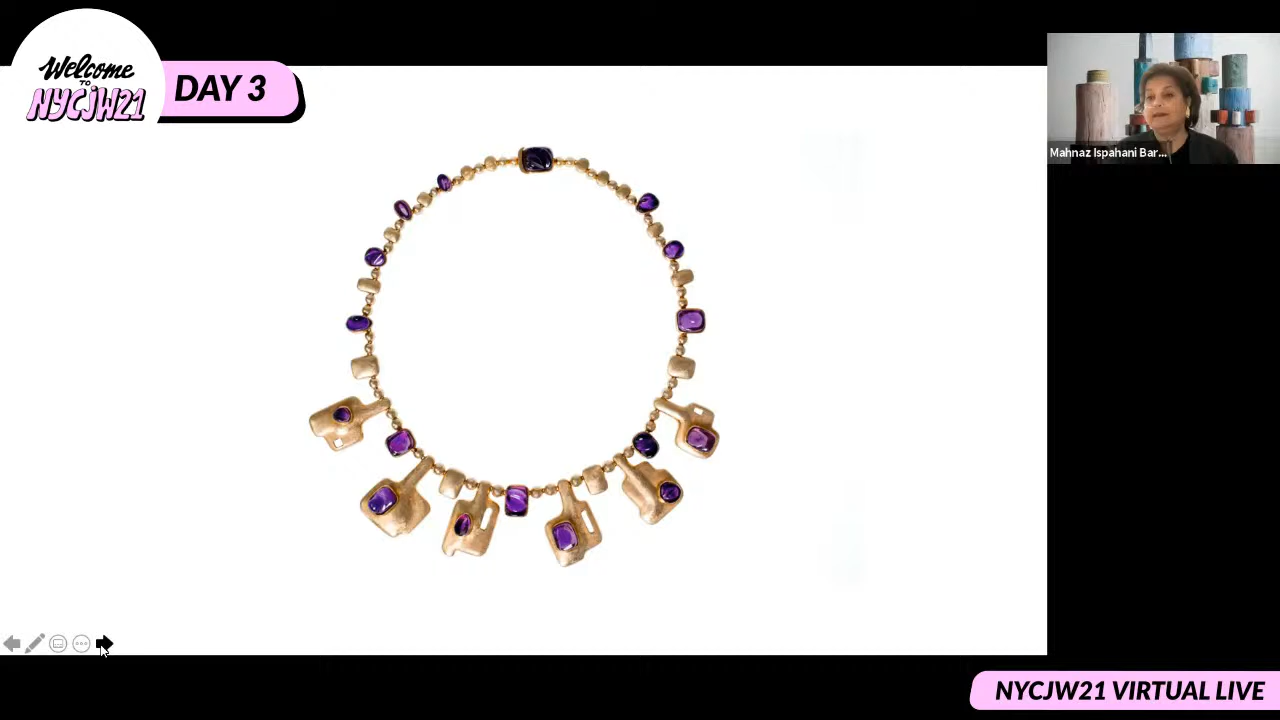 Welcome
TO
NYCJW21
DAY 3
Mahnaz Ispahani Bar...
NYCJW21 VIRTUAL LIVE